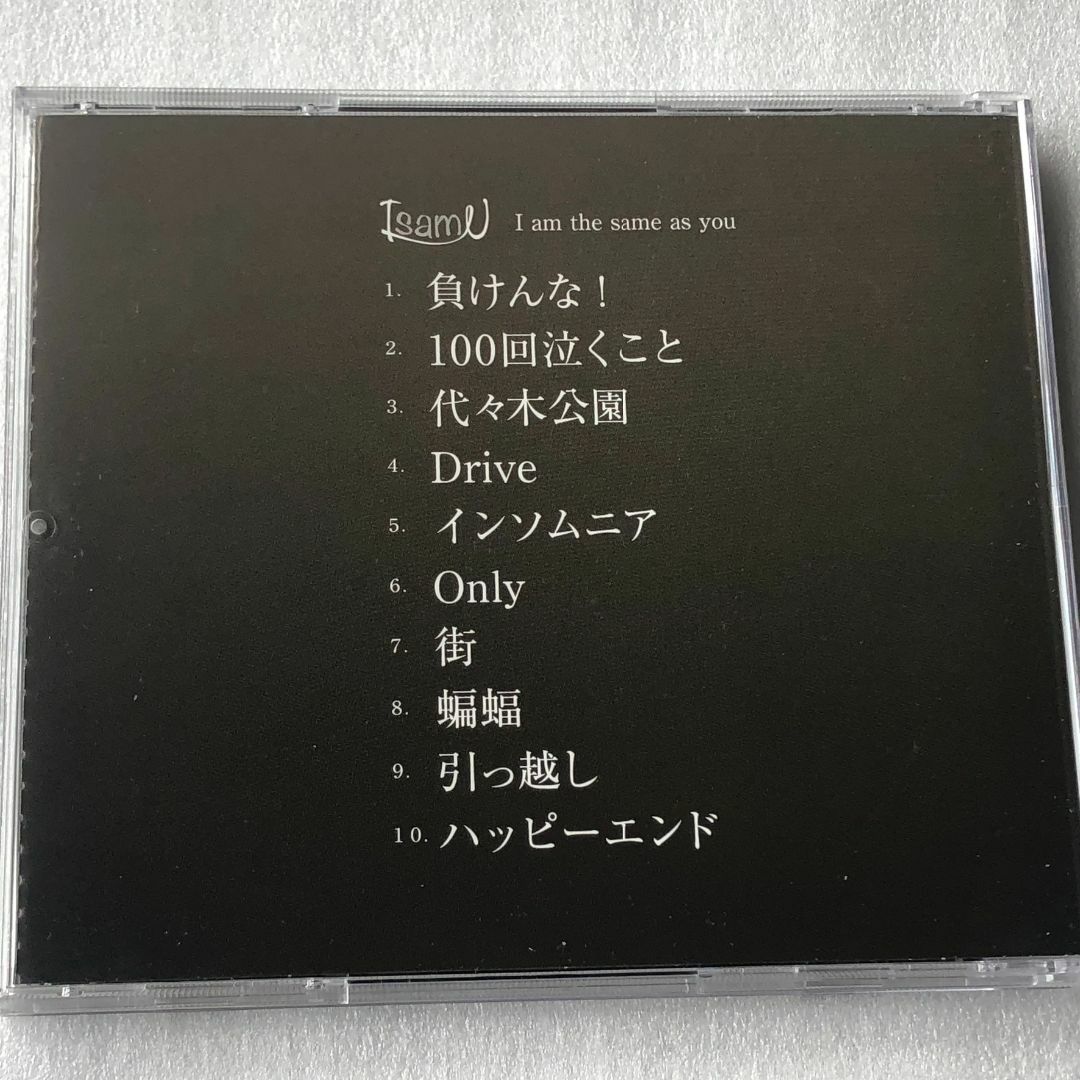 IsamU I am the same as you
1. 負けんな！
2. 100回泣くこと
3. 代々木公園
4. Drive
5. インソムニア
6. Only
7. 街
8. 蝙蝠
9. 引っ越し
10. ハッピーエンド